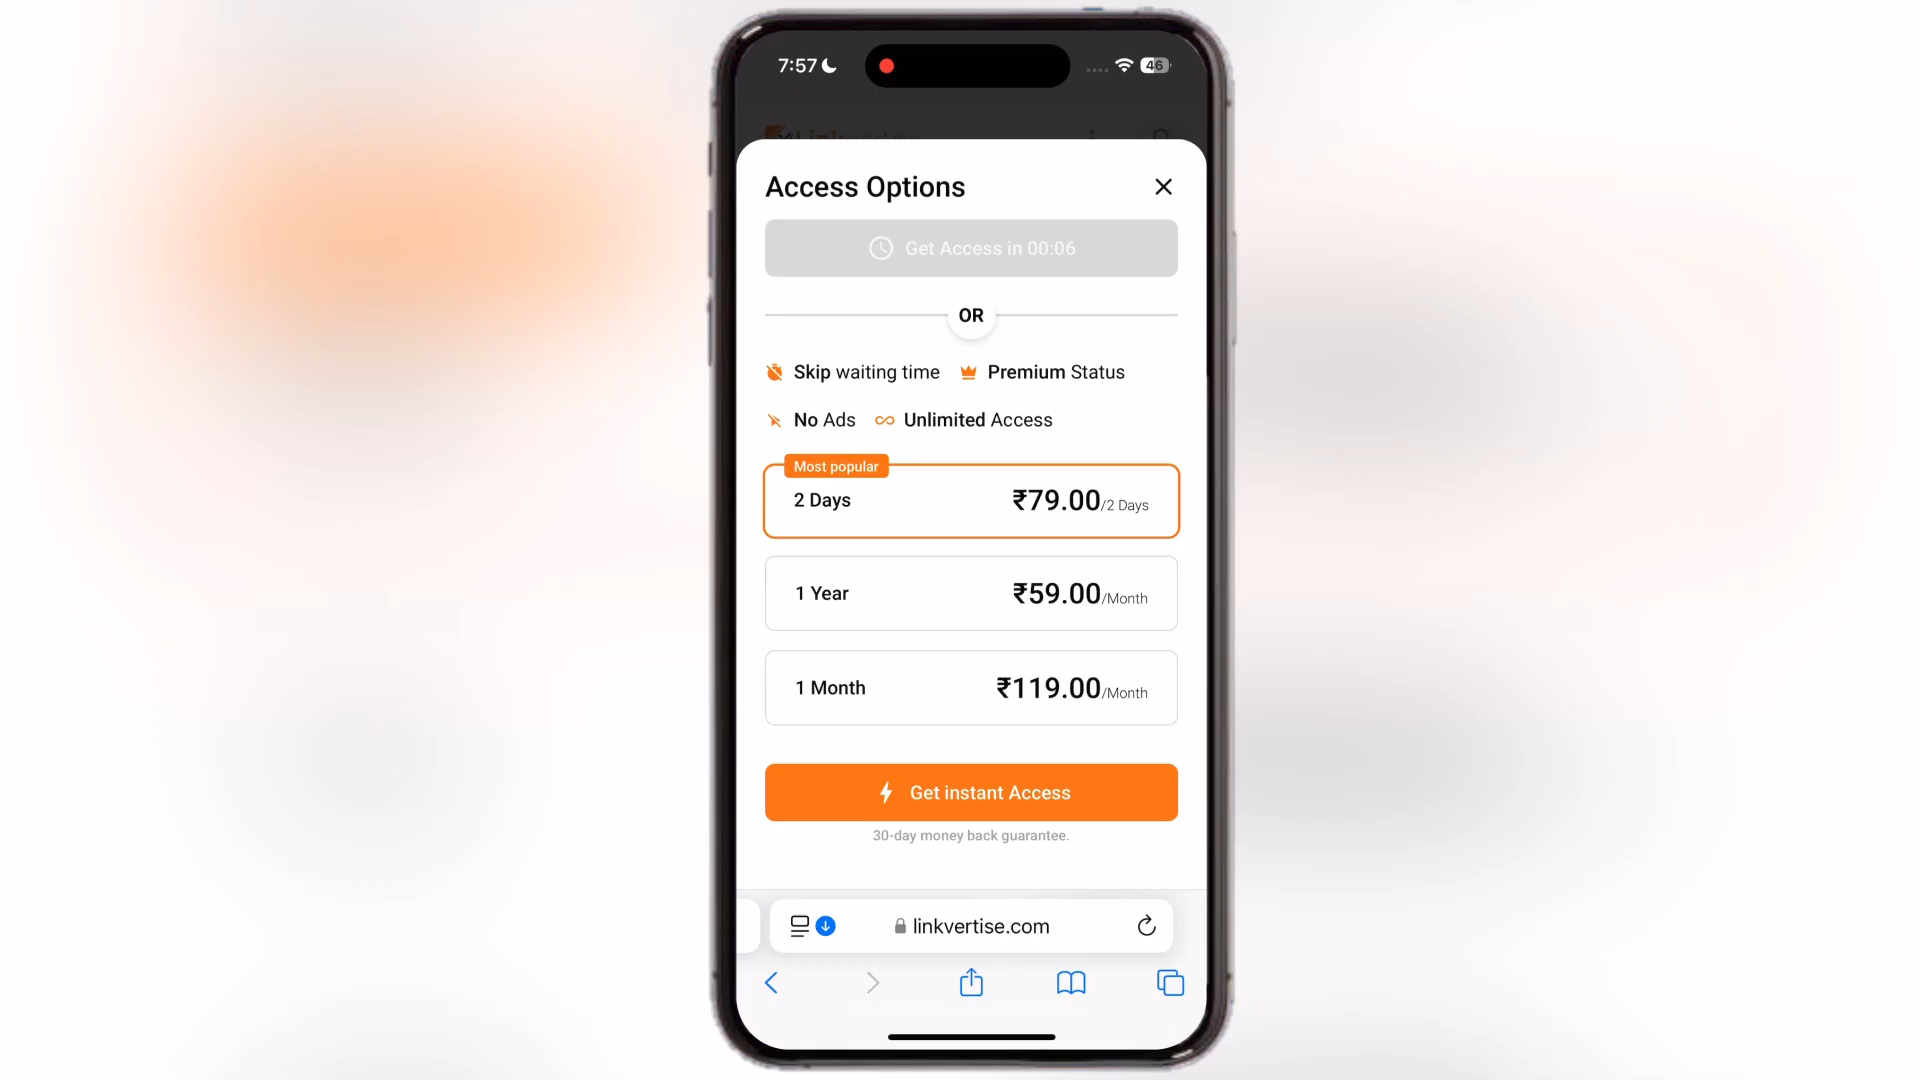 7:57
46
Linkvertise
Access Options
Get Access in 00:06
OR
Skip waiting time
Premium Status
No Ads
Unlimited Access
Most popular
2 Days
₹79.00/2 Days
1 Year
₹59.00/Month
1 Month
₹119.00/Month
Get instant Access
30-day money back guarantee.
linkvertise.com